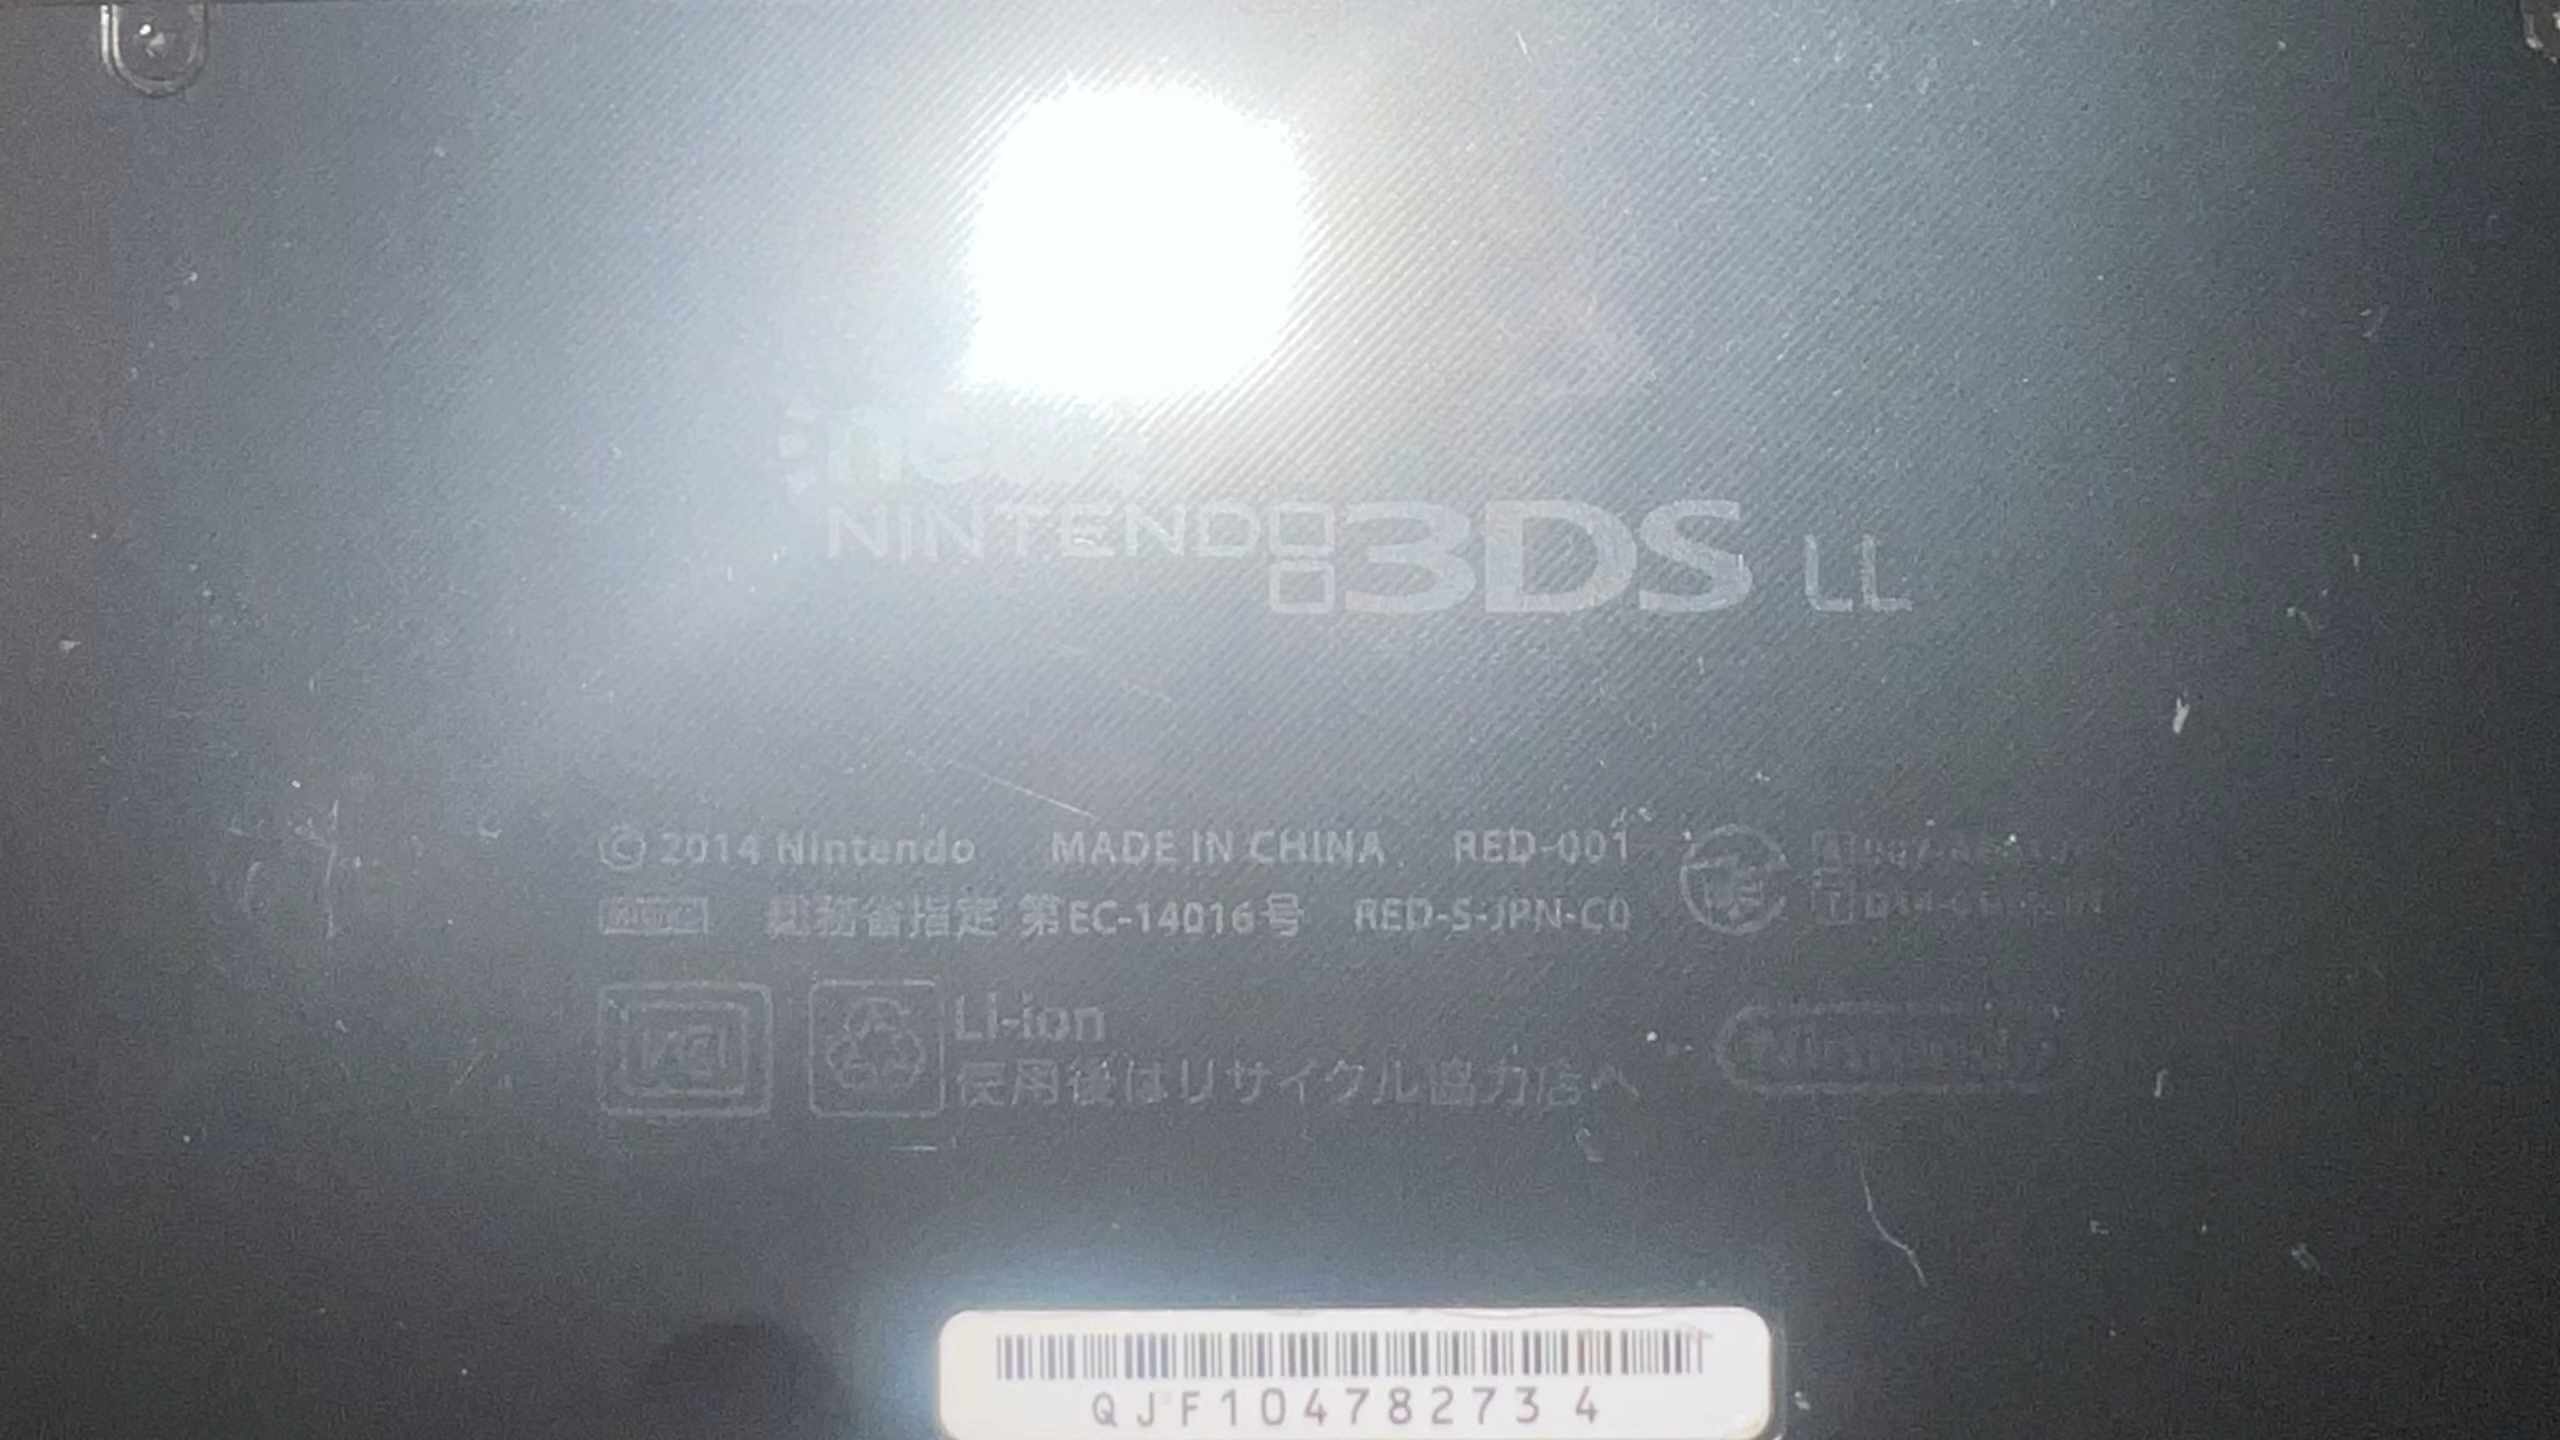 new
NINTENDO 3DS LL
© 2014 Nintendo MADE IN CHINA RED-001
総務省指定 第EC-14016号 RED-S-JPN-C0
Li-ion
使用後はリサイクル協力店へ
Nintendo
QJF104782734